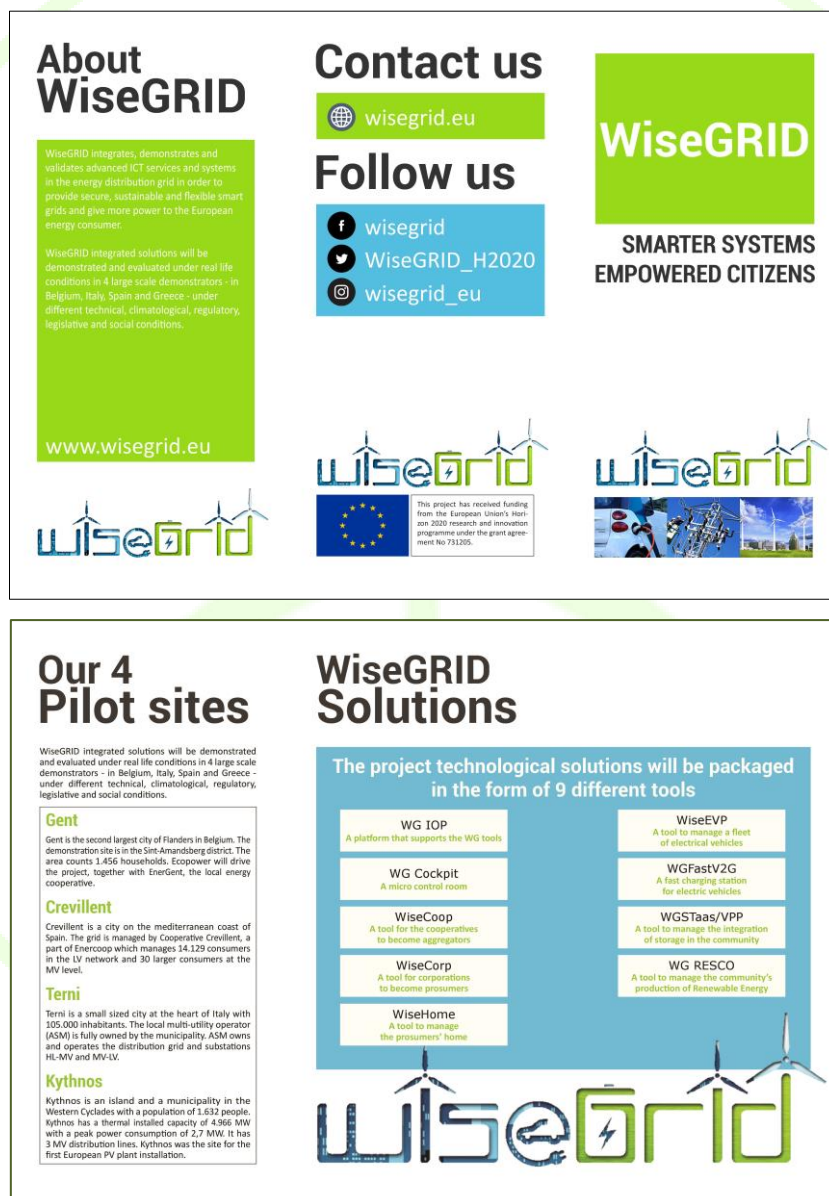 About
WiseGRID
WiseGRID integrates, demonstrates and
validates advanced ICT services and systems
in the energy distribution grid in order to
provide secure, sustainable and flexible smart
grids and give more power to the European
energy consumer.
WiseGRID integrated solutions will be
demonstrated and evaluated under real life
conditions in 4 large scale demonstrators - in
Belgium, Italy, Spain and Greece - under
different technical, climatological, regulatory,
legislative and social conditions.
www.wisegrid.eu
wisegrid
Contact us
wisegrid.eu
Follow us
wisegrid
WiseGRID_H2020
wisegrid_eu
wisegrid
This project has received funding
from the European Union's Hori-
zon 2020 research and innovation
programme under the grant agree-
ment No 731205.
WiseGRID
SMARTER SYSTEMS
EMPOWERED CITIZENS
wisegrid
Our 4
Pilot sites
WiseGRID integrated solutions will be demonstrated
and evaluated under real life conditions in 4 large scale
demonstrators - in Belgium, Italy, Spain and Greece -
under different technical, climatological, regulatory,
legislative and social conditions.
Gent
Gent is the second largest city of Flanders in Belgium. The
demonstration site is in the Sint-Amandsberg district. The
area counts 1.456 households. Ecopower will drive
the project, together with EnerGent, the local energy
cooperative.
Crevillent
Crevillent is a city on the mediterranean coast of
Spain. The grid is managed by Cooperative Crevillent, a
part of Enercoop which manages 14.129 consumers
in the LV network and 30 larger consumers at the
MV level.
Terni
Terni is a small sized city at the heart of Italy with
105.000 inhabitants. The local multi-utility operator
(ASM) is fully owned by the municipality. ASM owns
and operates the distribution grid and substations
HL-MV and MV-LV.
Kythnos
Kythnos is an island and a municipality in the
Western Cyclades with a population of 1.632 people.
Kythnos has a thermal installed capacity of 4.966 MW
with a peak power consumption of 2,7 MW. It has
3 MV distribution lines. Kythnos was the site for the
first European PV plant installation.
WiseGRID
Solutions
The project technological solutions will be packaged
in the form of 9 different tools
WG IOP
A platform that supports the WG tools
WG Cockpit
A micro control room
WiseCoop
A tool for the cooperatives
to become aggregators
WiseCorp
A tool for corporations
to become prosumers
WiseHome
A tool to manage
the prosumers' home
WiseEVP
A tool to manage a fleet
of electrical vehicles
WGFastV2G
A fast charging station
for electric vehicles
WGSTaas/VPP
A tool to manage the integration
of storage in the community
WG RESCO
A tool to manage the community's
production of Renewable Energy
wisegrid